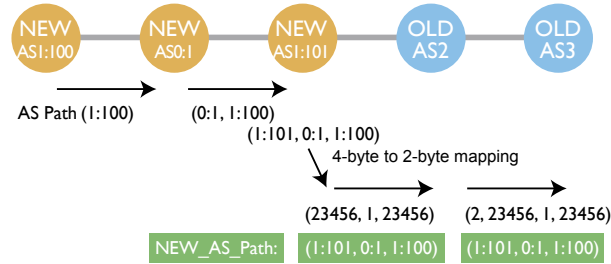 NEW
AS1:100
NEW
AS0:1
NEW
AS1:101
OLD
AS2
OLD
AS3
AS Path (1:100)
(0:1, 1:100)
(1:101, 0:1, 1:100)
4-byte to 2-byte mapping
(23456, 1, 23456)
(2, 23456, 1, 23456)
NEW_AS_Path:
(1:101, 0:1, 1:100)
(1:101, 0:1, 1:100)